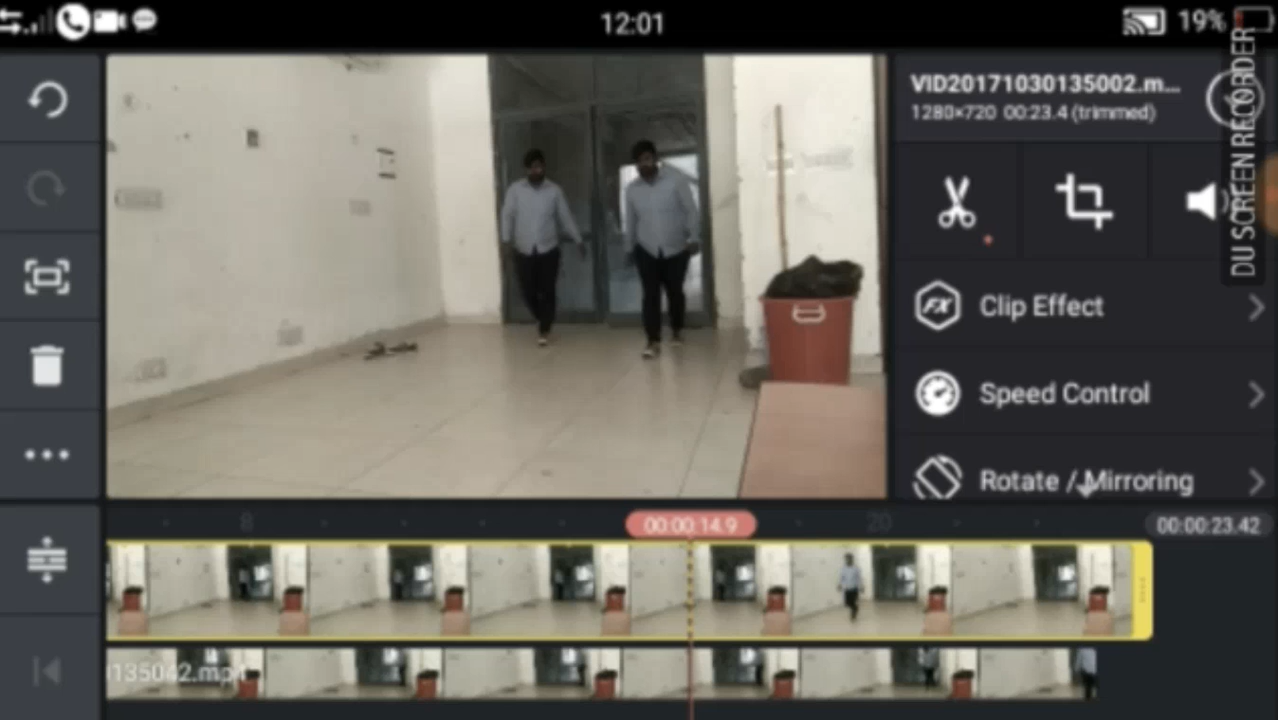 12:01
19%
DU SCREEN RECORDER
VID20171030135002.m...
1280×720 00:23.4 (trimmed)
FX Clip Effect
Speed Control
Rotate / Mirroring
8
00:00:14.9
20
00:00:23.42
135042.mp4